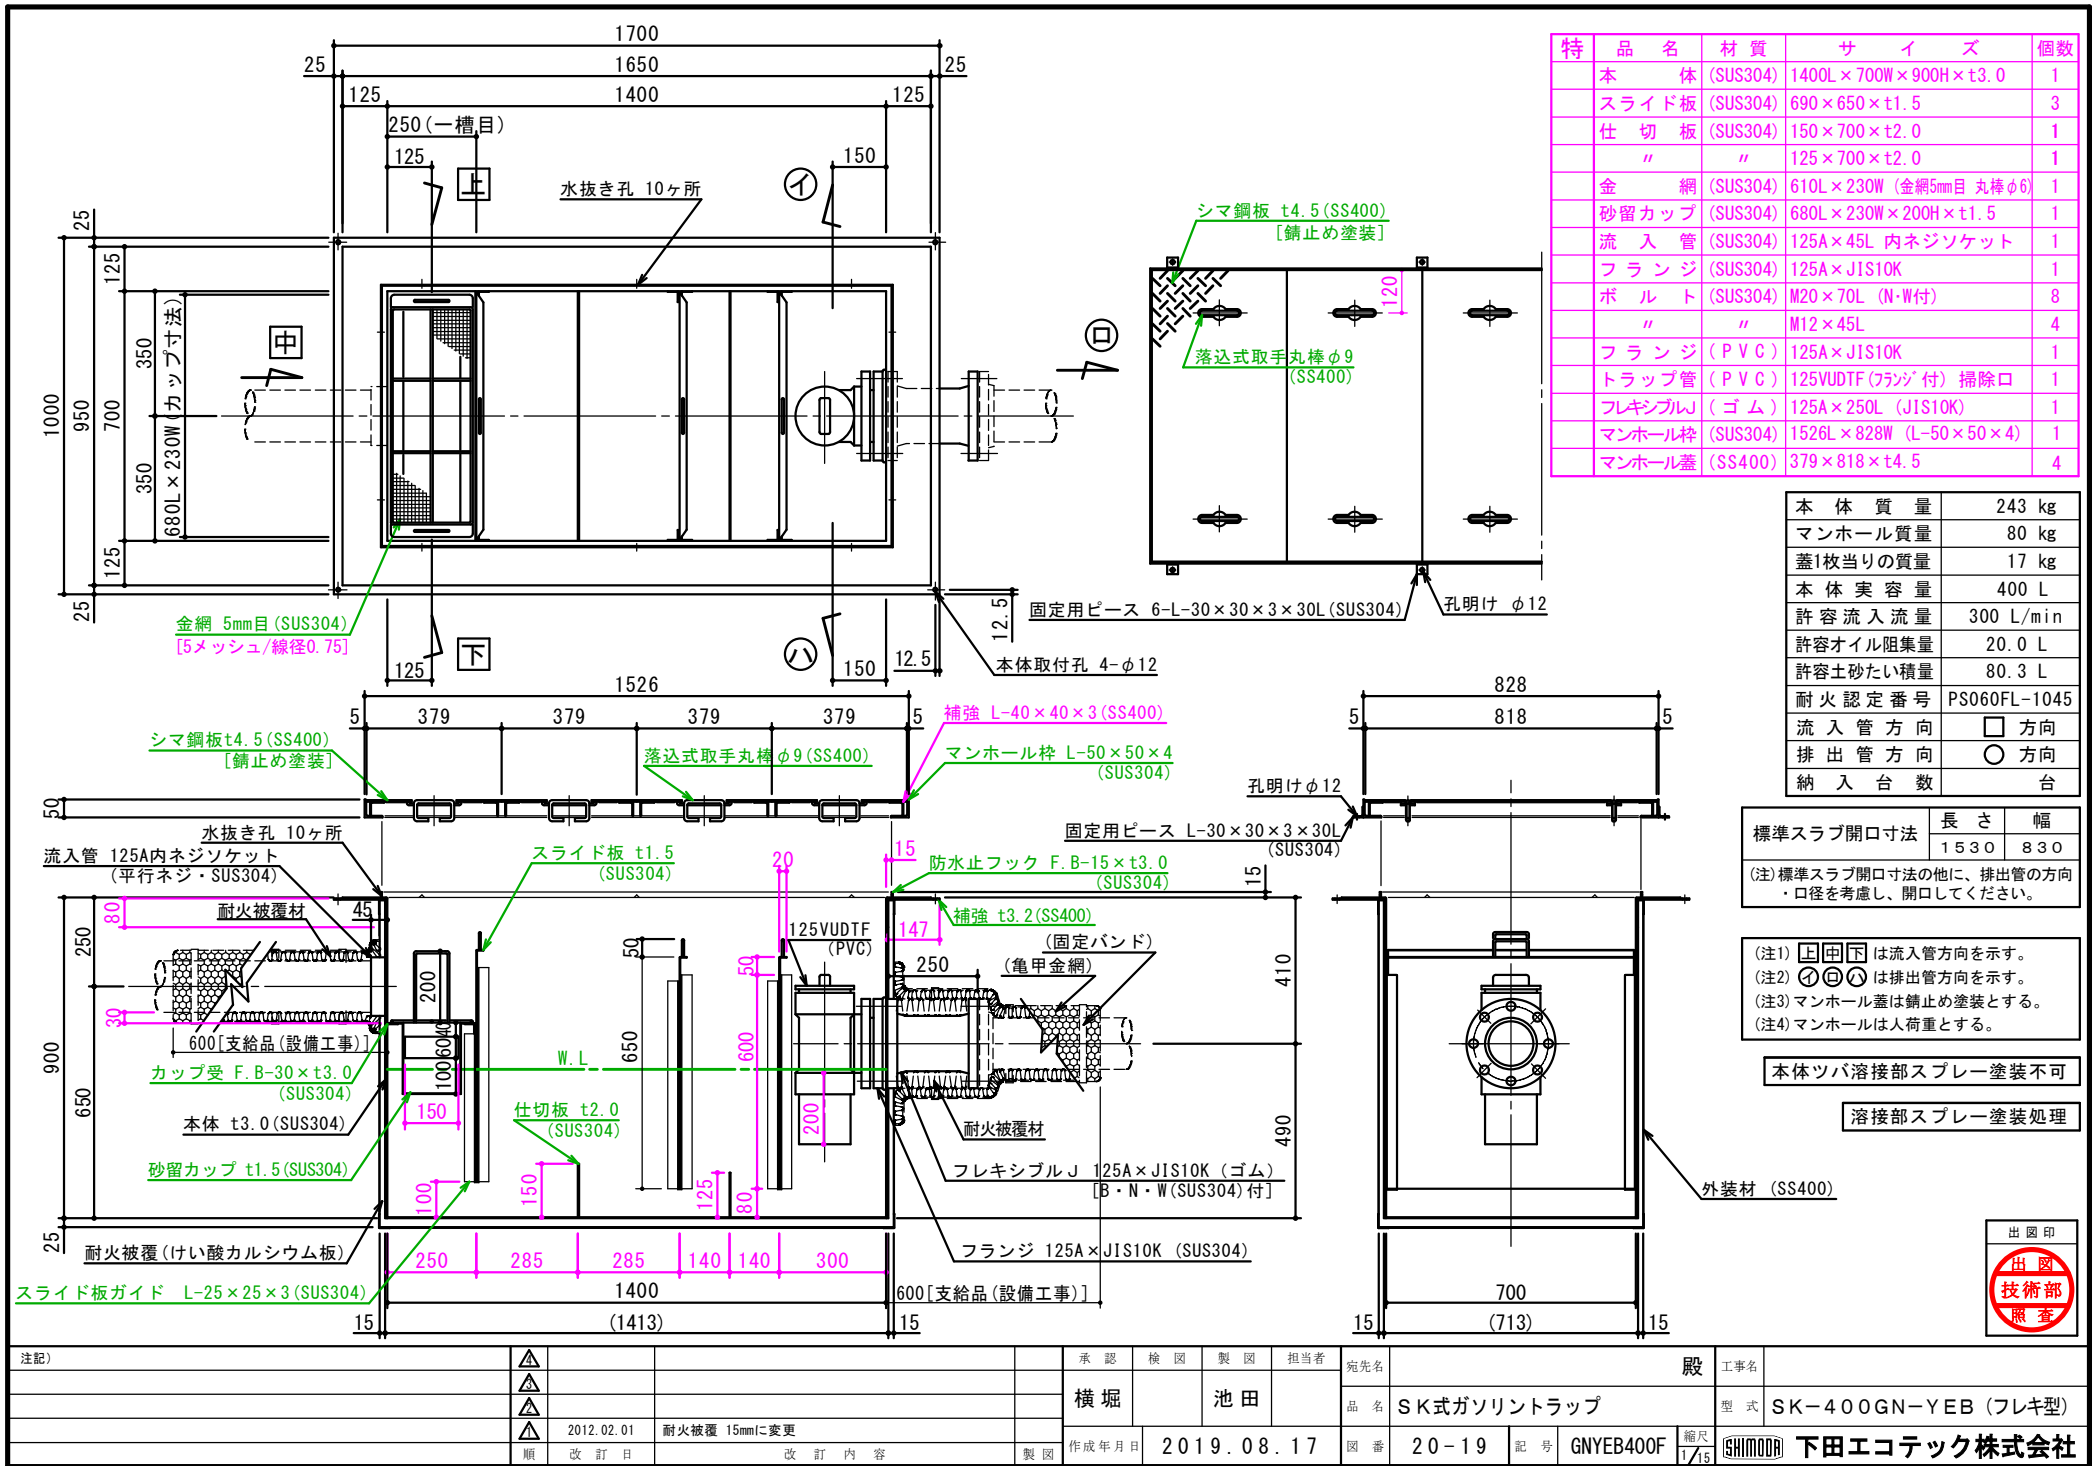 1700
25 1650 25
125 1400 125
250(一槽目)
125 150
上
イ
水抜き孔 10ヶ所
中
ロ
25
125
1000 950 700 350 350
680L×230W(カップ寸法)
125
25
金網 5mm目(SUS304)
[5メッシュ/線径0.75]
下
ハ
125 150 12.5
12.5
本体取付孔 4-φ12
シマ鋼板 t4.5(SS400)
[錆止め塗装]
120
落込式取手丸棒φ9
(SS400)
固定用ピース 6-L-30×30×3×30L(SUS304)
孔明け φ12
特 品名 材質 サイズ 個数
本体 (SUS304) 1400L×700W×900H×t3.0 1
スライド板 (SUS304) 690×650×t1.5 3
仕切板 (SUS304) 150×700×t2.0 1
〃 〃 125×700×t2.0 1
金網 (SUS304) 610L×230W (金網5mm目 丸棒φ6) 1
砂留カップ (SUS304) 680L×230W×200H×t1.5 1
流入管 (SUS304) 125A×45L 内ネジソケット 1
フランジ (SUS304) 125A×JIS10K 1
ボルト (SUS304) M20×70L (N・W付) 8
〃 〃 M12×45L 4
フランジ (PVC) 125A×JIS10K 1
トラップ管 (PVC) 125VUDTF(フランジ付) 掃除口 1
フレキシブルJ (ゴム) 125A×250L (JIS10K) 1
マンホール枠 (SUS304) 1526L×828W (L-50×50×4) 1
マンホール蓋 (SS400) 379×818×t4.5 4
本体質量 243 kg
マンホール質量 80 kg
蓋1枚当りの質量 17 kg
本体実容量 400 L
許容流入流量 300 L/min
許容オイル阻集量 20.0 L
許容土砂たい積量 80.3 L
耐火認定番号 PS060FL-1045
流入管方向 □ 方向
排出管方向 ○ 方向
納入台数 台
標準スラブ開口寸法 長さ 幅
1530 830
(注)標準スラブ開口寸法の他に、排出管の方向
・口径を考慮し、開口してください。
(注1) 上中下 は流入管方向を示す。
(注2) イロハ は排出管方向を示す。
(注3)マンホール蓋は錆止め塗装とする。
(注4)マンホールは人荷重とする。
本体ツバ溶接部スプレー塗装不可
溶接部スプレー塗装処理
1526
5 379 379 379 379 5
シマ鋼板t4.5(SS400)
[錆止め塗装]
落込式取手丸棒φ9(SS400)
補強 L-40×40×3(SS400)
マンホール枠 L-50×50×4
(SUS304)
50
水抜き孔 10ヶ所
流入管 125A内ネジソケット
(平行ネジ・SUS304)
耐火被覆材
スライド板 t1.5
(SUS304)
20
15
防水止フック F.B-15×t3.0
(SUS304)
15
補強 t3.2(SS400)
125VUDTF
(PVC)
147
(固定バンド)
(亀甲金網)
250
45
80
250
30
900
650
25
600[支給品(設備工事)]
200
40
60
100
カップ受 F.B-30×t3.0
(SUS304)
本体 t3.0(SUS304)
150
砂留カップ t1.5(SUS304)
100
耐火被覆(けい酸カルシウム板)
スライド板ガイド L-25×25×3(SUS304)
W.L
50
650
仕切板 t2.0
(SUS304)
150
125
50
600
80
200
410
490
耐火被覆材
フレキシブルJ 125A×JIS10K (ゴム)
[B・N・W(SUS304)付]
フランジ 125A×JIS10K (SUS304)
600[支給品(設備工事)]
250 285 285 140 140 300
1400
15 (1413) 15
828
5 818 5
孔明けφ12
固定用ピース L-30×30×3×30L
(SUS304)
外装材 (SS400)
700
15 (713) 15
出図印
出図
技術部
照査
注記)
4
3
2
1 2012.02.01 耐火被覆 15mmに変更
順 改訂日 改訂内容 製図
承認 検図 製図 担当者
横堀 池田
作成年月日 2019.08.17
宛先名 殿 工事名
品名 SK式ガソリントラップ 型式 SK-400GN-YEB(フレキ型)
図番 20-19 記号 GNYEB400F 縮尺 1/15
SHIMODA 下田エコテック株式会社